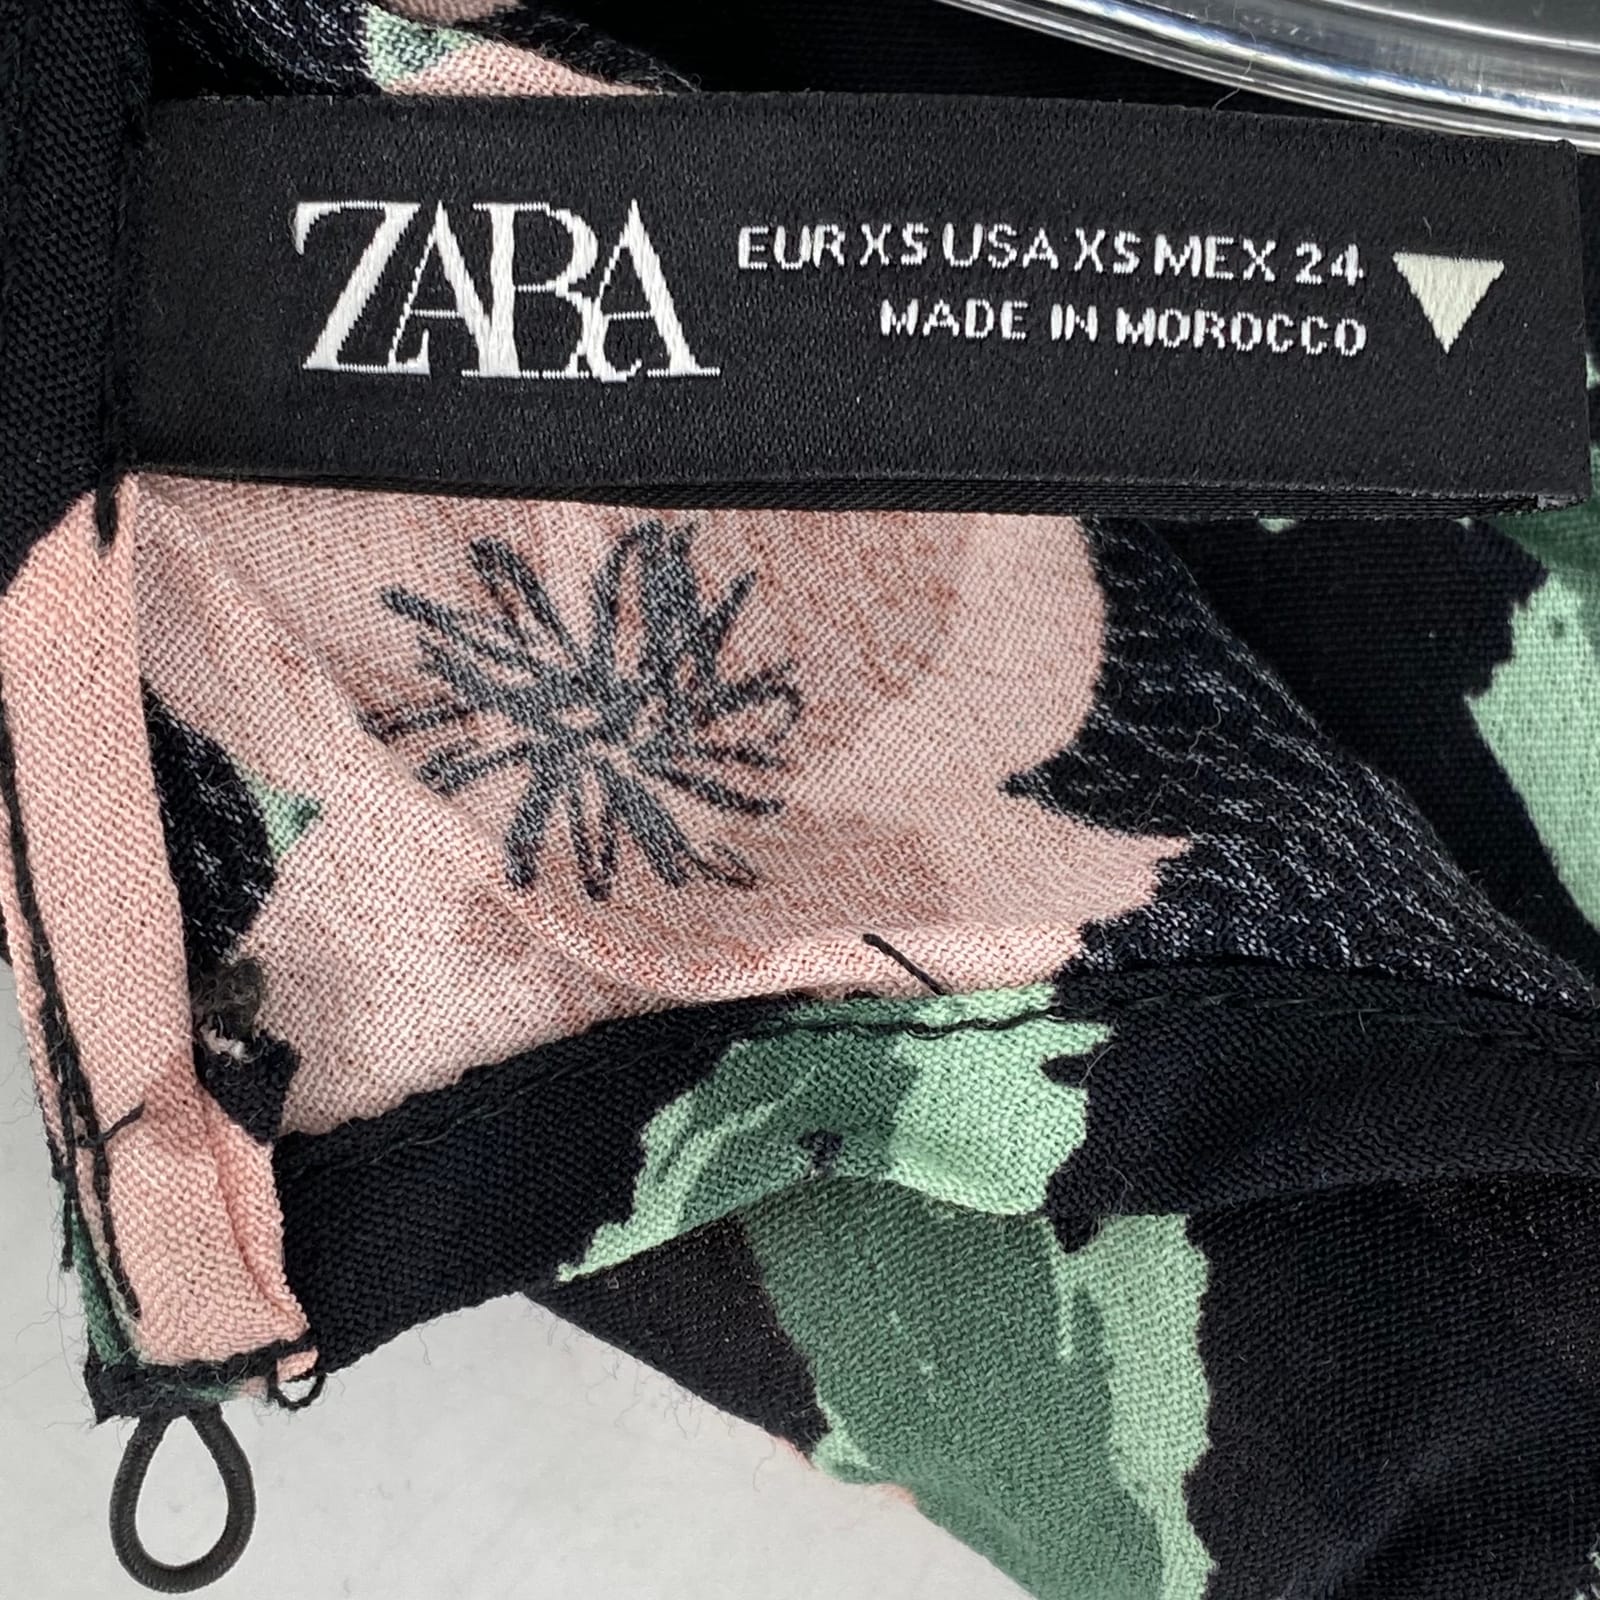 ZARA
EUR XS USA XS MEX 24
MADE IN MOROCCO